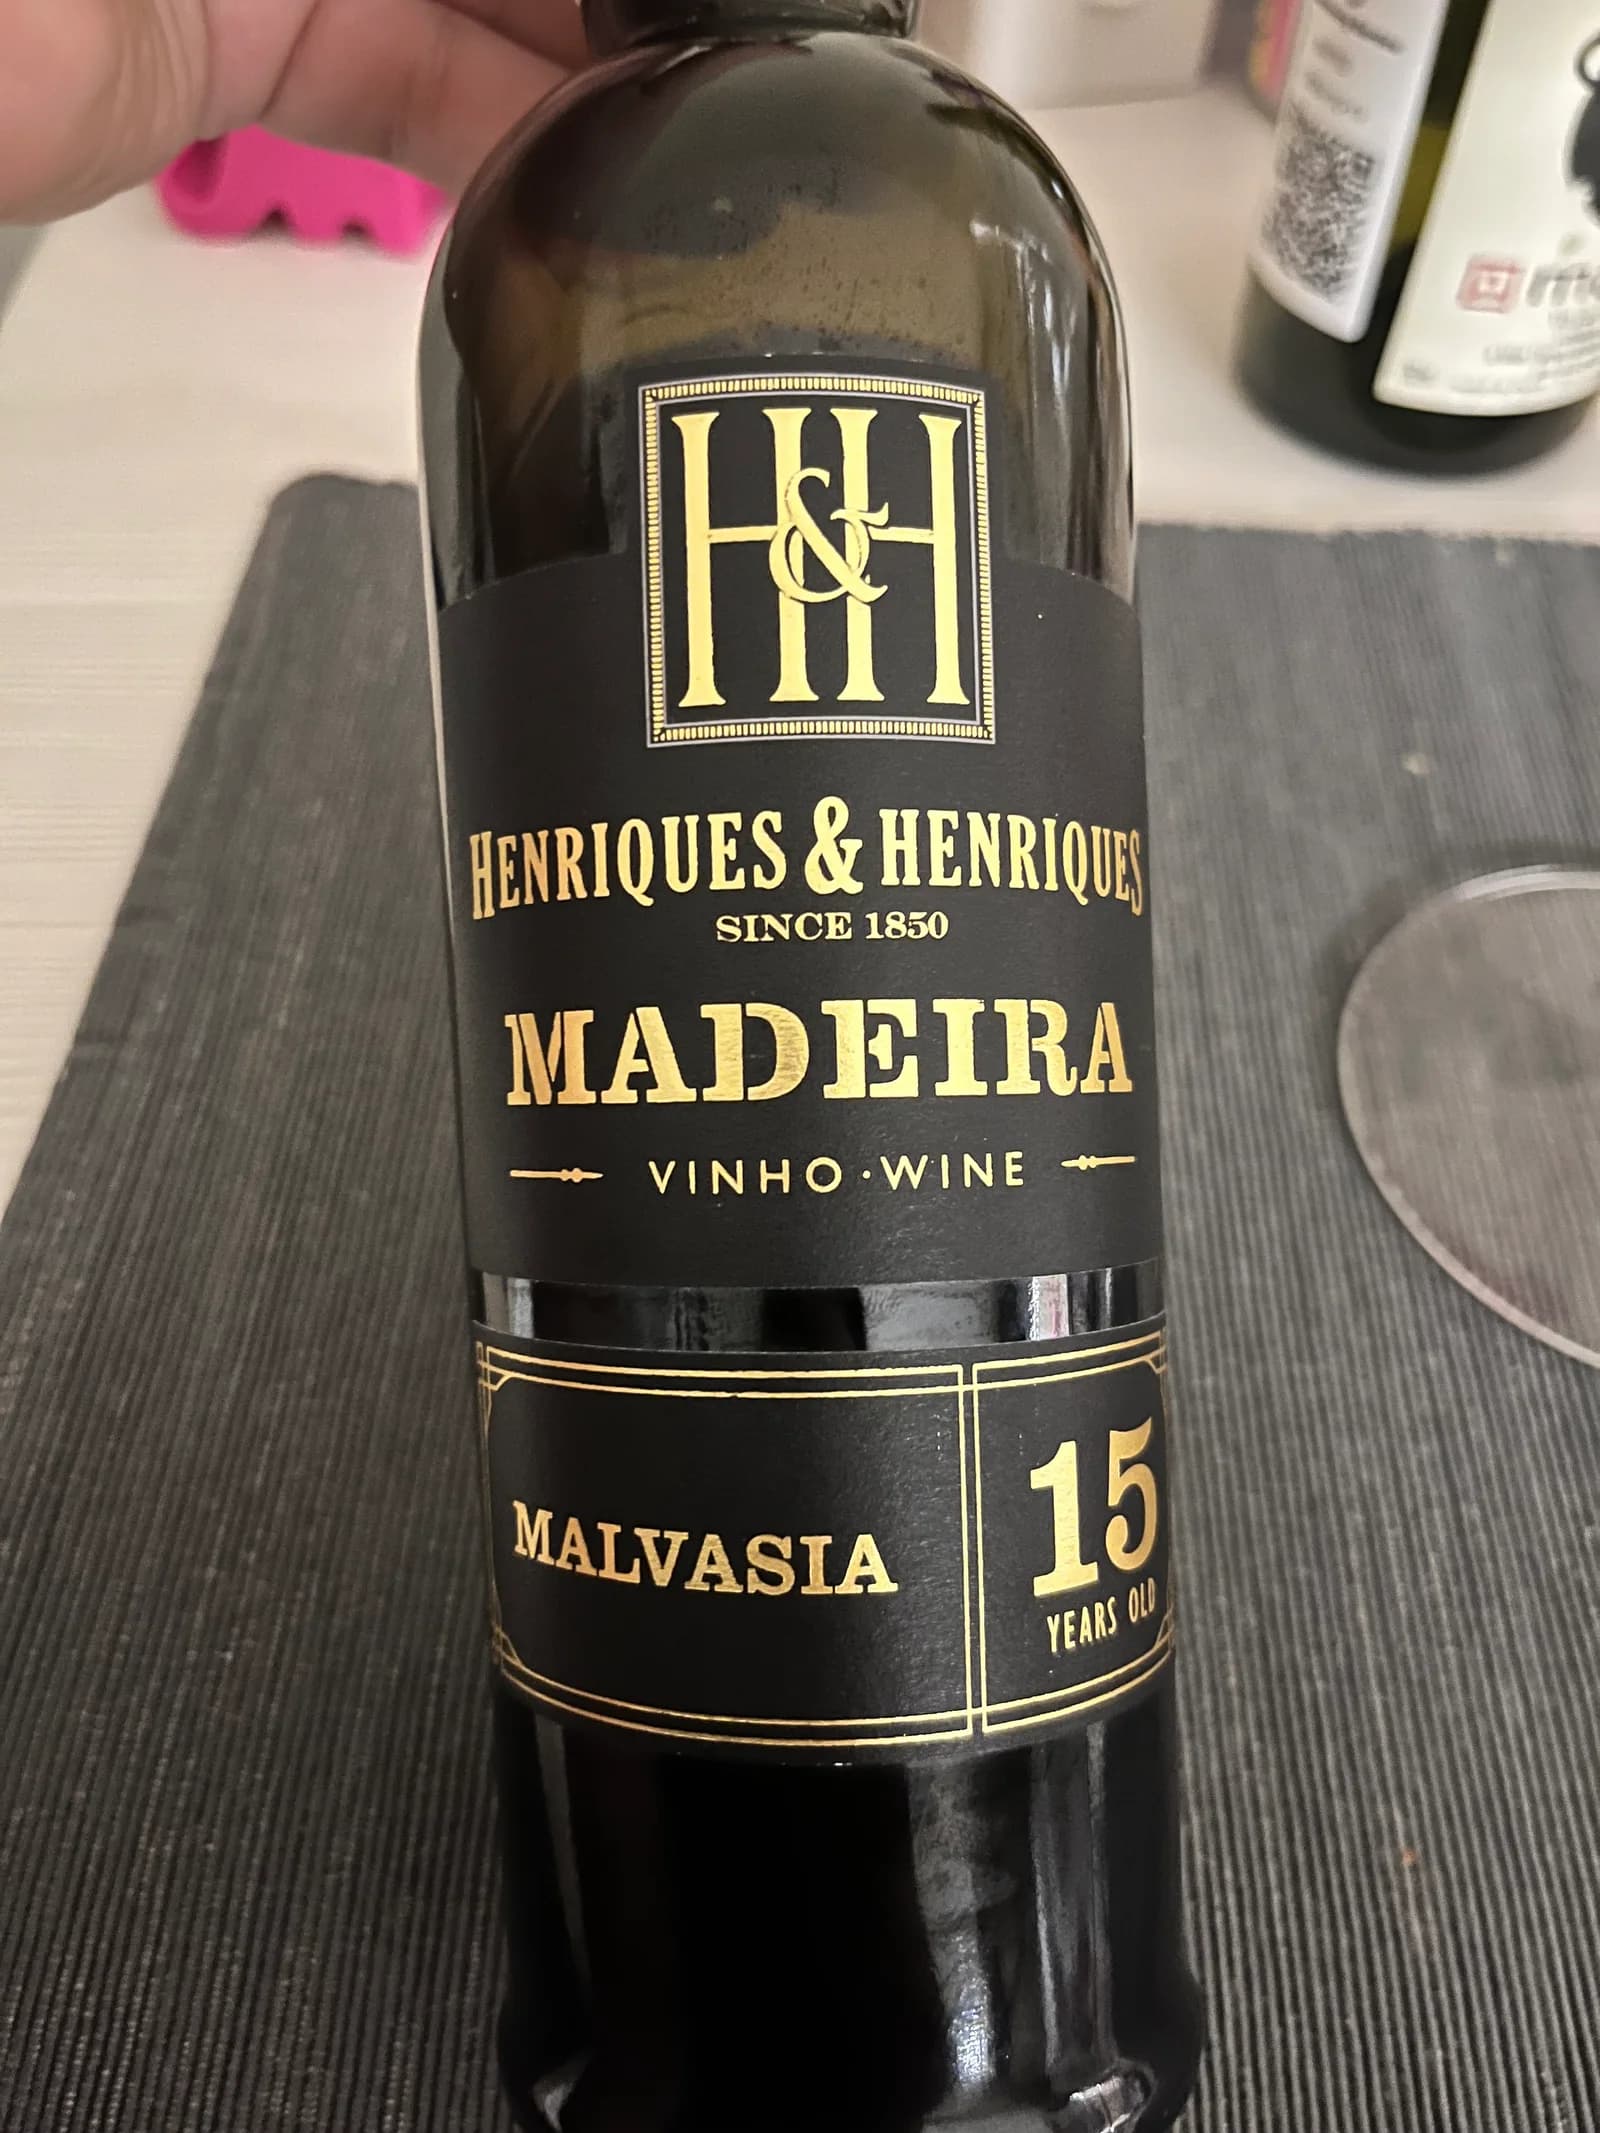 H&H
HENRIQUES & HENRIQUES
SINCE 1850
MADEIRA
VINHO · WINE
MALVASIA
15
YEARS OLD